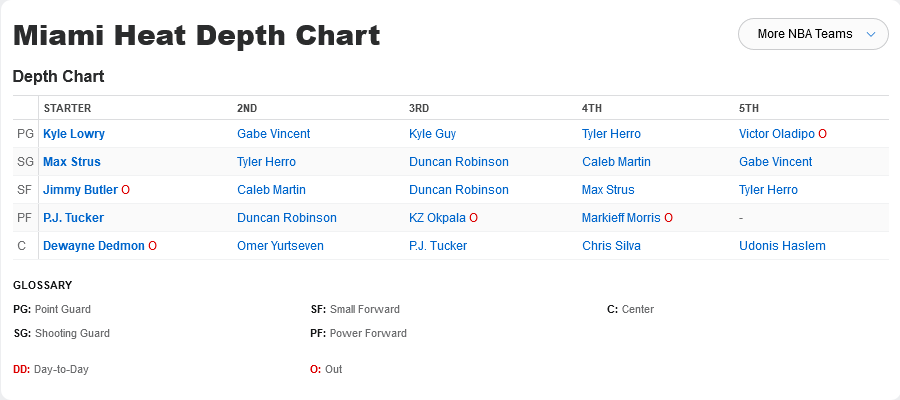 Miami Heat Depth Chart
More NBA Teams
Depth Chart
STARTER 2ND 3RD 4TH 5TH
PG Kyle Lowry Gabe Vincent Kyle Guy Tyler Herro Victor Oladipo O
SG Max Strus Tyler Herro Duncan Robinson Caleb Martin Gabe Vincent
SF Jimmy Butler O Caleb Martin Duncan Robinson Max Strus Tyler Herro
PF P.J. Tucker Duncan Robinson KZ Okpala O Markieff Morris O -
C Dewayne Dedmon O Omer Yurtseven P.J. Tucker Chris Silva Udonis Haslem
GLOSSARY
PG: Point Guard SF: Small Forward C: Center
SG: Shooting Guard PF: Power Forward
DD: Day-to-Day O: Out